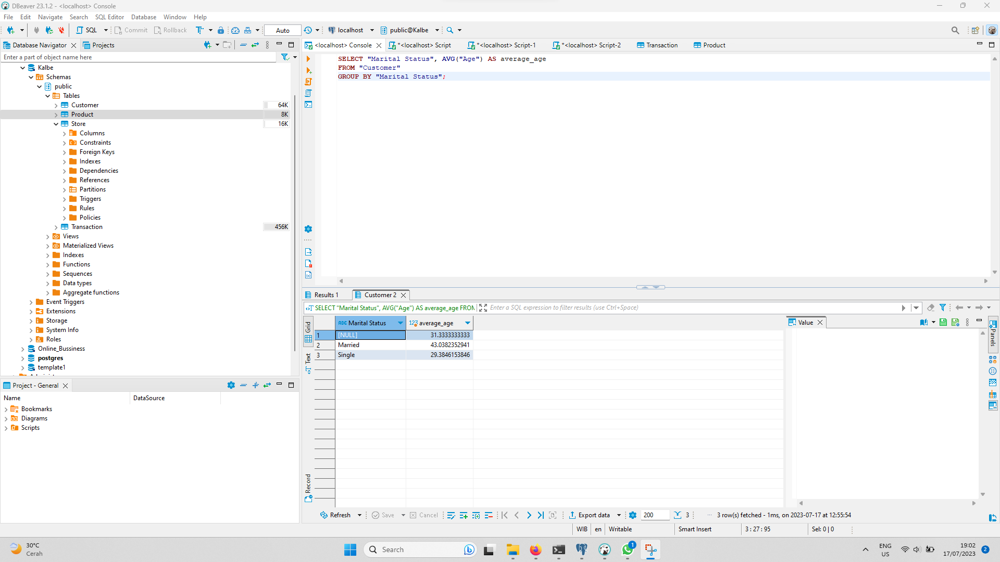 DBeaver 23.1.2 - <localhost> Console
File Edit Navigate Search SQL Editor Database Window Help
SQL Commit Rollback Auto localhost public@Kalbe
Database Navigator Projects
<localhost> Console *<localhost> Script *<localhost> Script-1 *<localhost> Script-2 Transaction Product
Enter a part of object name here
Kalbe
Schemas
public
Tables
Customer 64K
Product 8K
Store 16K
Columns
Constraints
Foreign Keys
Indexes
Dependencies
References
Partitions
Triggers
Rules
Policies
Transaction 456K
Views
Materialized Views
Indexes
Functions
Sequences
Data types
Aggregate functions
Event Triggers
Extensions
Storage
System Info
Roles
Online_Bussiness
postgres
template1
SELECT "Marital Status", AVG("Age") AS average_age
FROM "Customer"
GROUP BY "Marital Status";
Project - General
Name DataSource
Bookmarks
Diagrams
Scripts
Results 1 Customer 2
SELECT "Marital Status", AVG("Age") AS average_age FROM Enter a SQL expression to filter results (use Ctrl+Space)
Grid
Text
Record
ABC Marital Status 123 average_age
1 [NULL] 31.3333333333
2 Married 43.0382352941
3 Single 29.3846153846
Value
Panels
Refresh Save Cancel Export data 200 3 3 row(s) fetched - 1ms, on 2023-07-17 at 12:55:54
WIB en Writable Smart Insert 3 : 27 : 95 Sel: 0 | 0
30°C
Cerah
Search
1
ENG
US
19:02
17/07/2023
2